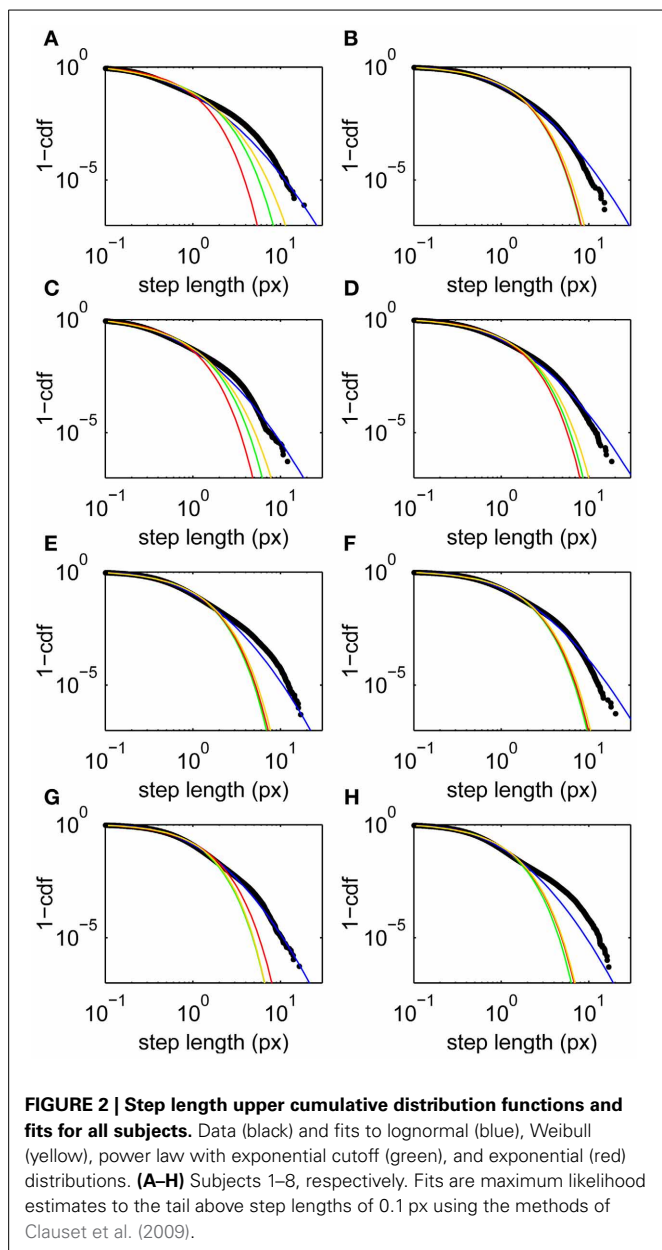 A
B
10^0
10^-5
1-cdf
10^-1 10^0 10^1
step length (px)
10^0
10^-5
1-cdf
10^-1 10^0 10^1
step length (px)
C
D
10^0
10^-5
1-cdf
10^-1 10^0 10^1
step length (px)
10^0
10^-5
1-cdf
10^-1 10^0 10^1
step length (px)
E
F
10^0
10^-5
1-cdf
10^-1 10^0 10^1
step length (px)
10^0
10^-5
1-cdf
10^-1 10^0 10^1
step length (px)
G
H
10^0
10^-5
1-cdf
10^-1 10^0 10^1
step length (px)
10^0
10^-5
1-cdf
10^-1 10^0 10^1
step length (px)
FIGURE 2 | Step length upper cumulative distribution functions and
fits for all subjects. Data (black) and fits to lognormal (blue), Weibull
(yellow), power law with exponential cutoff (green), and exponential (red)
distributions. (A–H) Subjects 1–8, respectively. Fits are maximum likelihood
estimates to the tail above step lengths of 0.1 px using the methods of
Clauset et al. (2009).